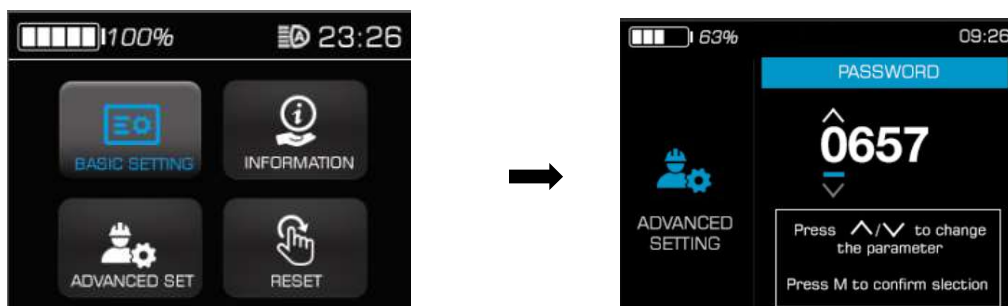 100%
23:26
BASIC SETTING
INFORMATION
ADVANCED SET
RESET
63%
09:26
PASSWORD
0657
ADVANCED
SETTING
Press /\/\/ to change
the parameter
Press M to confirm slection